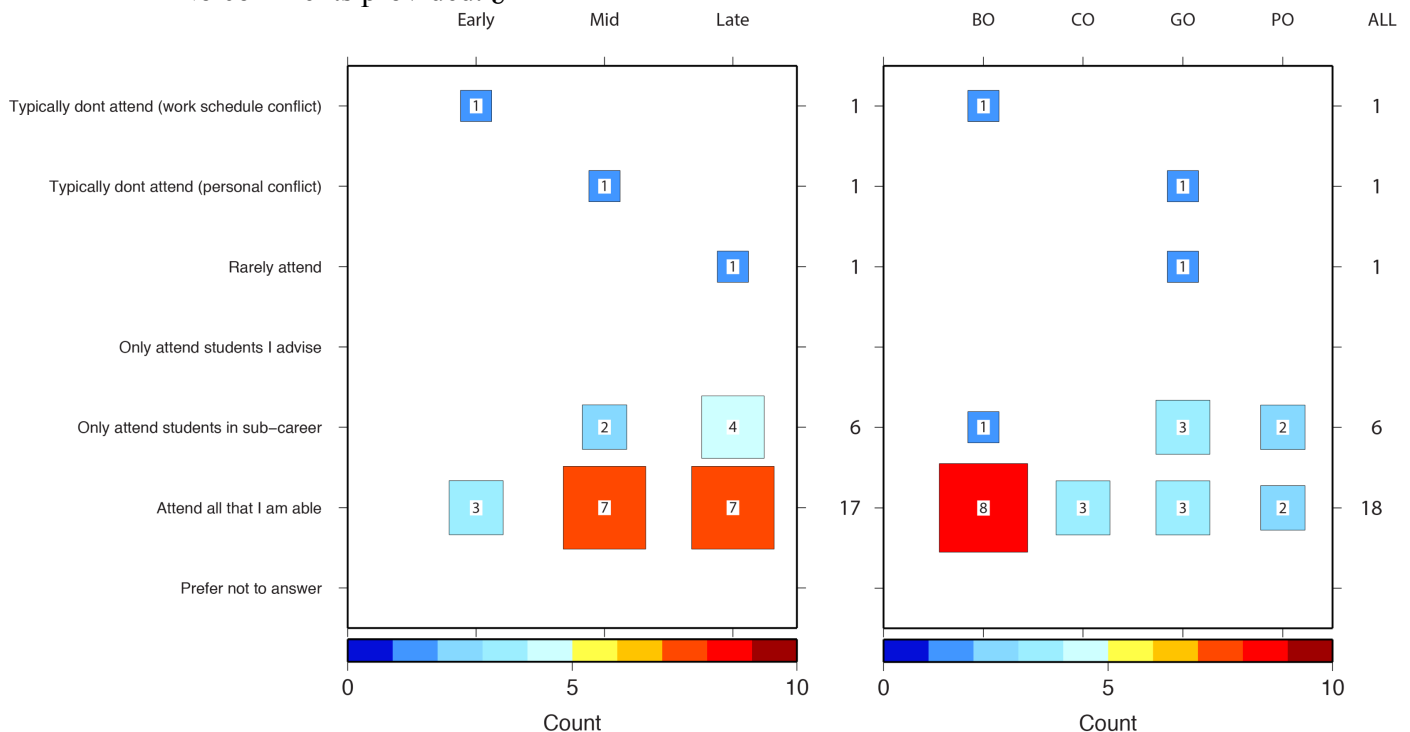 Early Mid Late BO CO GO PO ALL
Typically dont attend (work schedule conflict) 1 1 1 1
Typically dont attend (personal conflict) 1 1 1 1
Rarely attend 1 1 1 1
Only attend students I advise
Only attend students in sub−career 2 4 6 1 3 2 6
Attend all that I am able 3 7 7 17 8 3 3 2 18
Prefer not to answer
0 5 10 0 5 10
Count Count